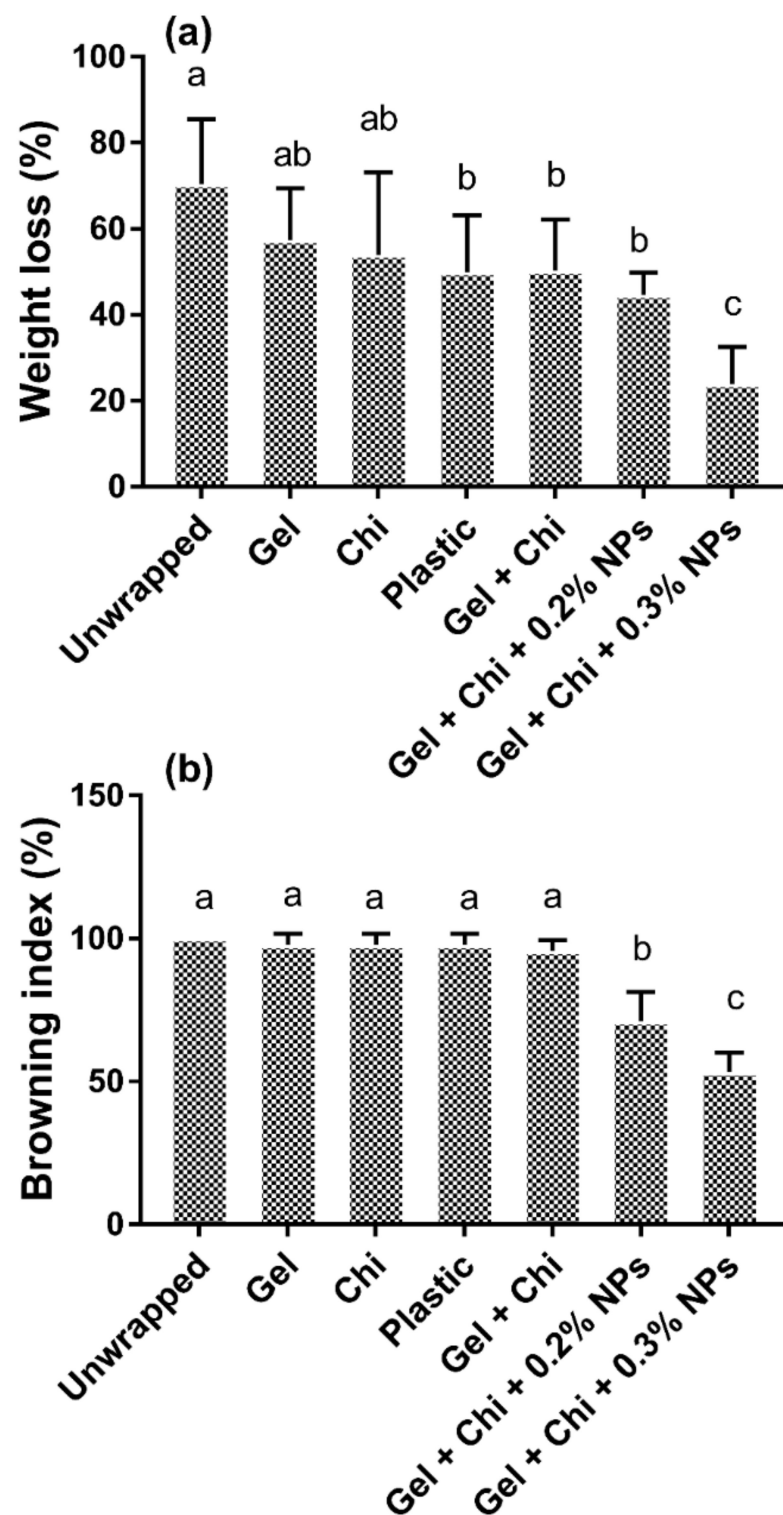 (a)
Weight loss (%)
100
80
60
40
20
0
a
ab
ab
b
b
b
c
Unwrapped
Gel
Chi
Plastic
Gel + Chi
Gel + Chi + 0.2% NPs
Gel + Chi + 0.3% NPs
(b)
Browning index (%)
150
100
50
0
a
a
a
a
a
b
c
Unwrapped
Gel
Chi
Plastic
Gel + Chi
Gel + Chi + 0.2% NPs
Gel + Chi + 0.3% NPs